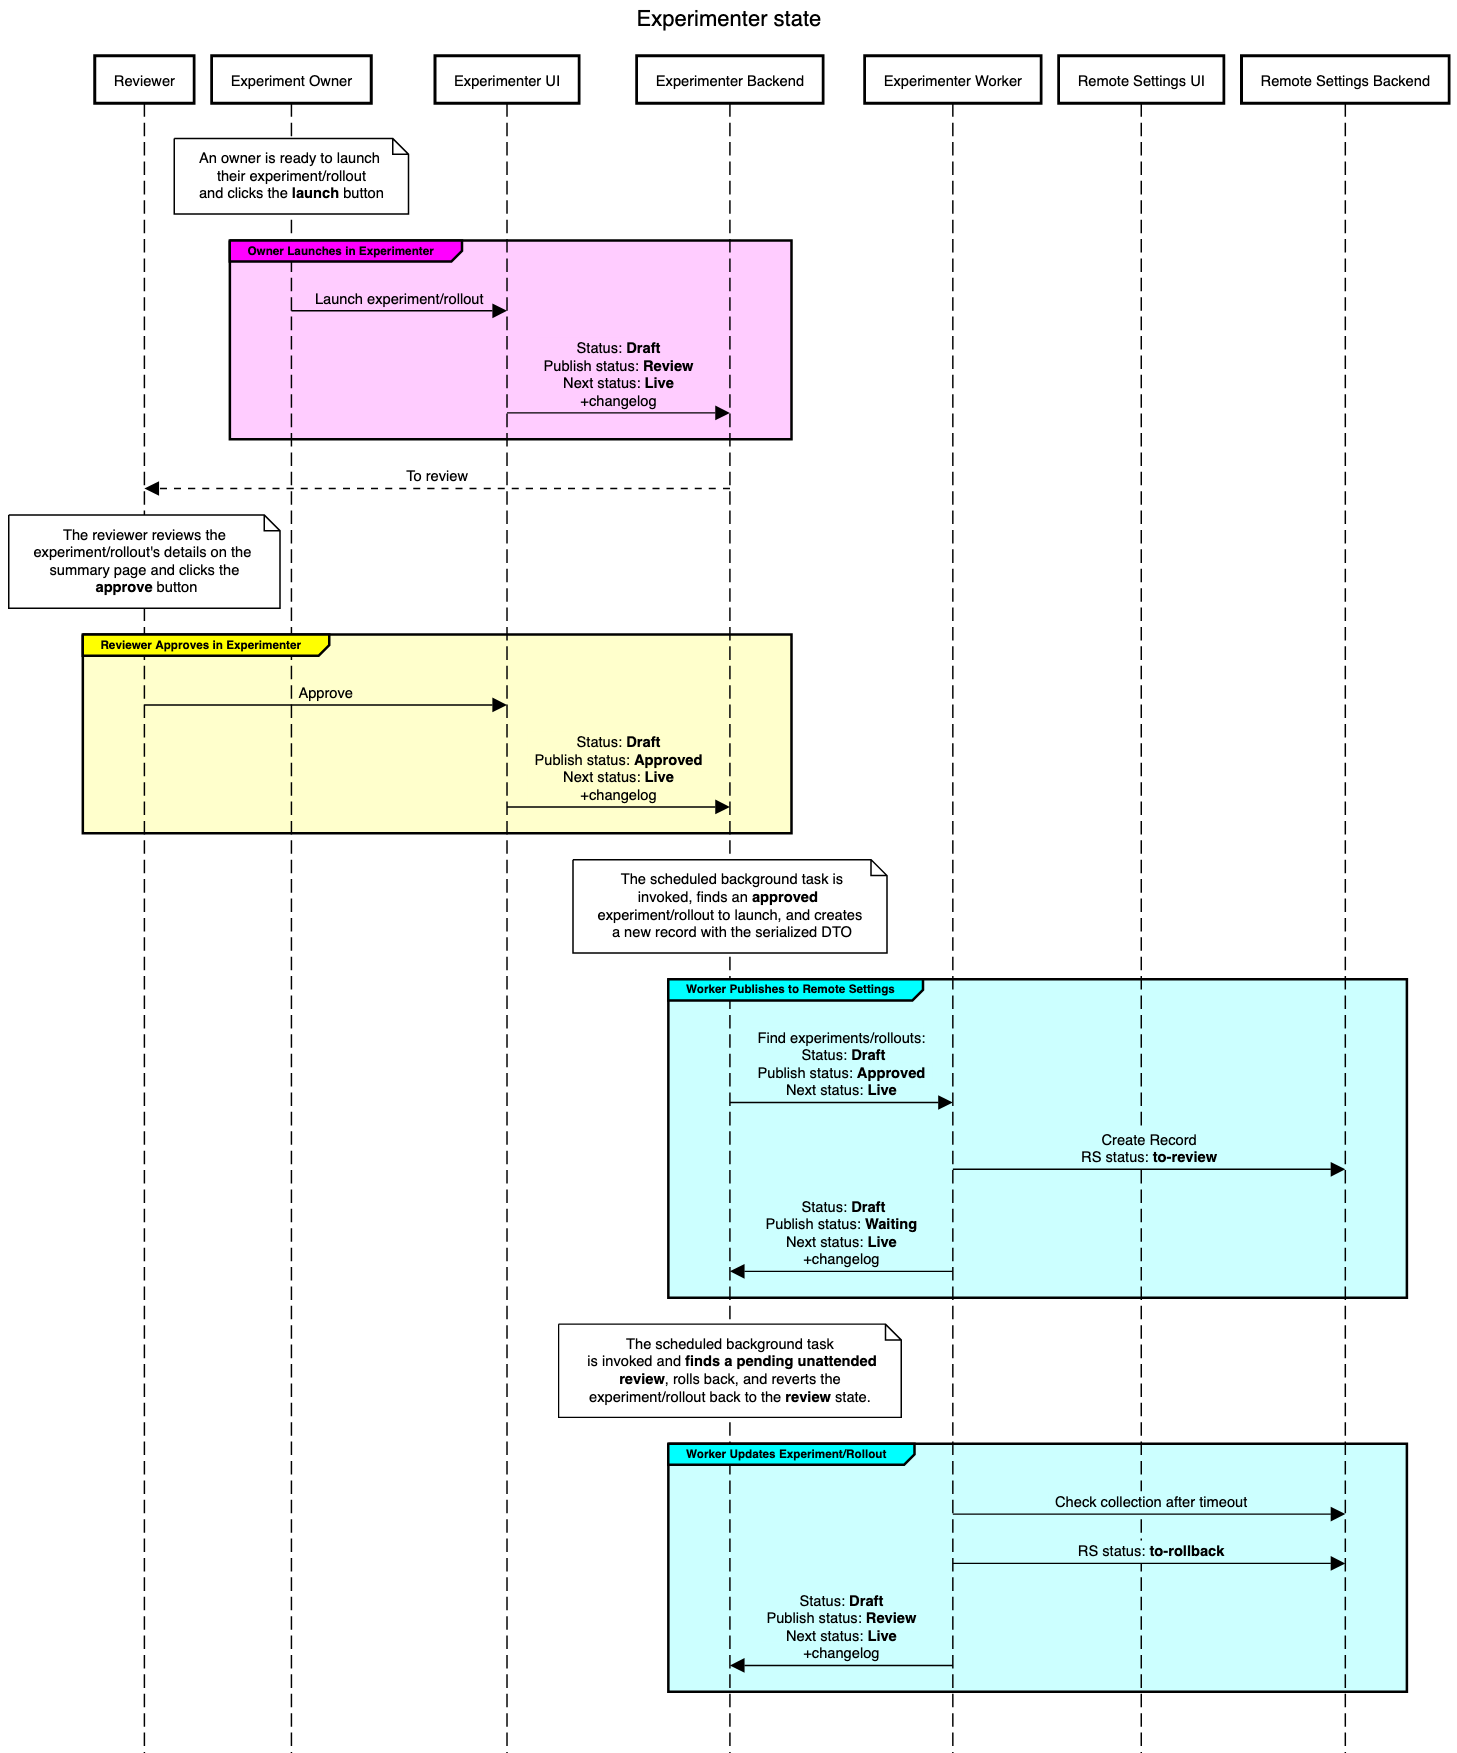 Experimenter state
Reviewer
Experiment Owner
Experimenter UI
Experimenter Backend
Experimenter Worker
Remote Settings UI
Remote Settings Backend
An owner is ready to launch
their experiment/rollout
and clicks the launch button
Owner Launches in Experimenter
Launch experiment/rollout
Status: Draft
Publish status: Review
Next status: Live
+changelog
To review
The reviewer reviews the
experiment/rollout's details on the
summary page and clicks the
approve button
Reviewer Approves in Experimenter
Approve
Status: Draft
Publish status: Approved
Next status: Live
+changelog
The scheduled background task is
invoked, finds an approved
experiment/rollout to launch, and creates
a new record with the serialized DTO
Worker Publishes to Remote Settings
Find experiments/rollouts:
Status: Draft
Publish status: Approved
Next status: Live
Create Record
RS status: to-review
Status: Draft
Publish status: Waiting
Next status: Live
+changelog
The scheduled background task
is invoked and finds a pending unattended
review, rolls back, and reverts the
experiment/rollout back to the review state.
Worker Updates Experiment/Rollout
Check collection after timeout
RS status: to-rollback
Status: Draft
Publish status: Review
Next status: Live
+changelog